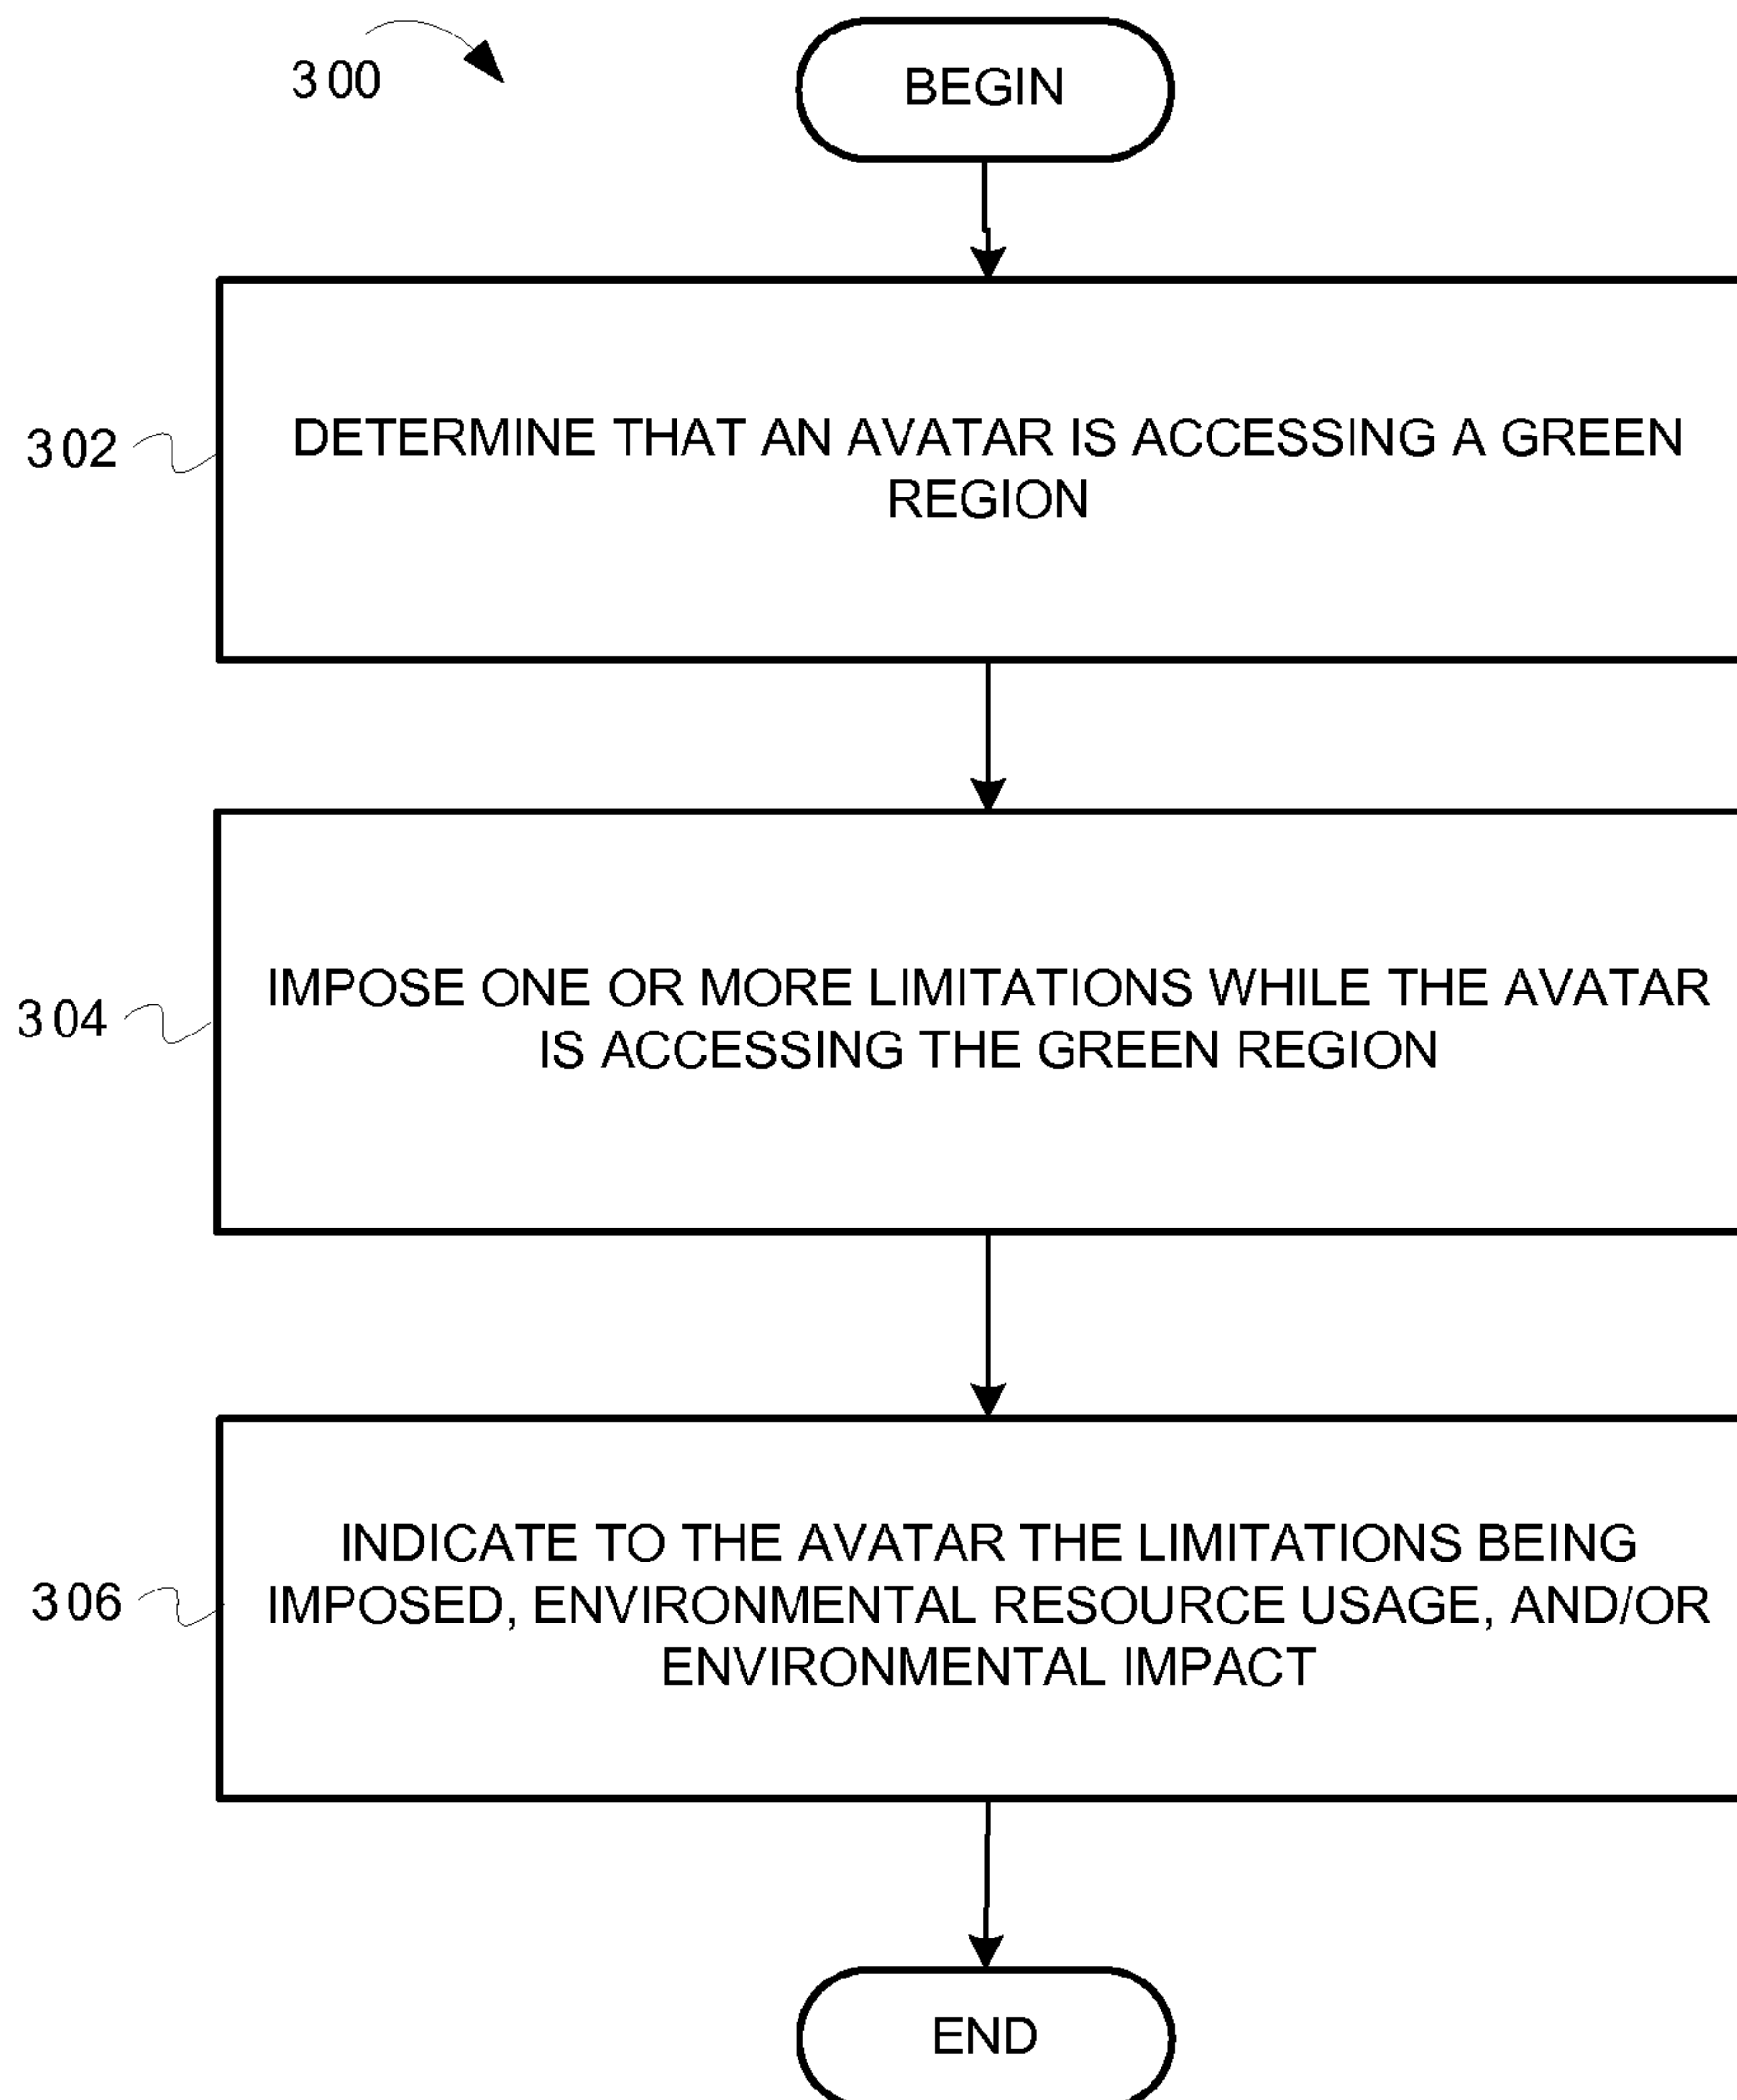 300
BEGIN
302
DETERMINE THAT AN AVATAR IS ACCESSING A GREEN
REGION
304
IMPOSE ONE OR MORE LIMITATIONS WHILE THE AVATAR
IS ACCESSING THE GREEN REGION
306
INDICATE TO THE AVATAR THE LIMITATIONS BEING
IMPOSED, ENVIRONMENTAL RESOURCE USAGE, AND/OR
ENVIRONMENTAL IMPACT
END